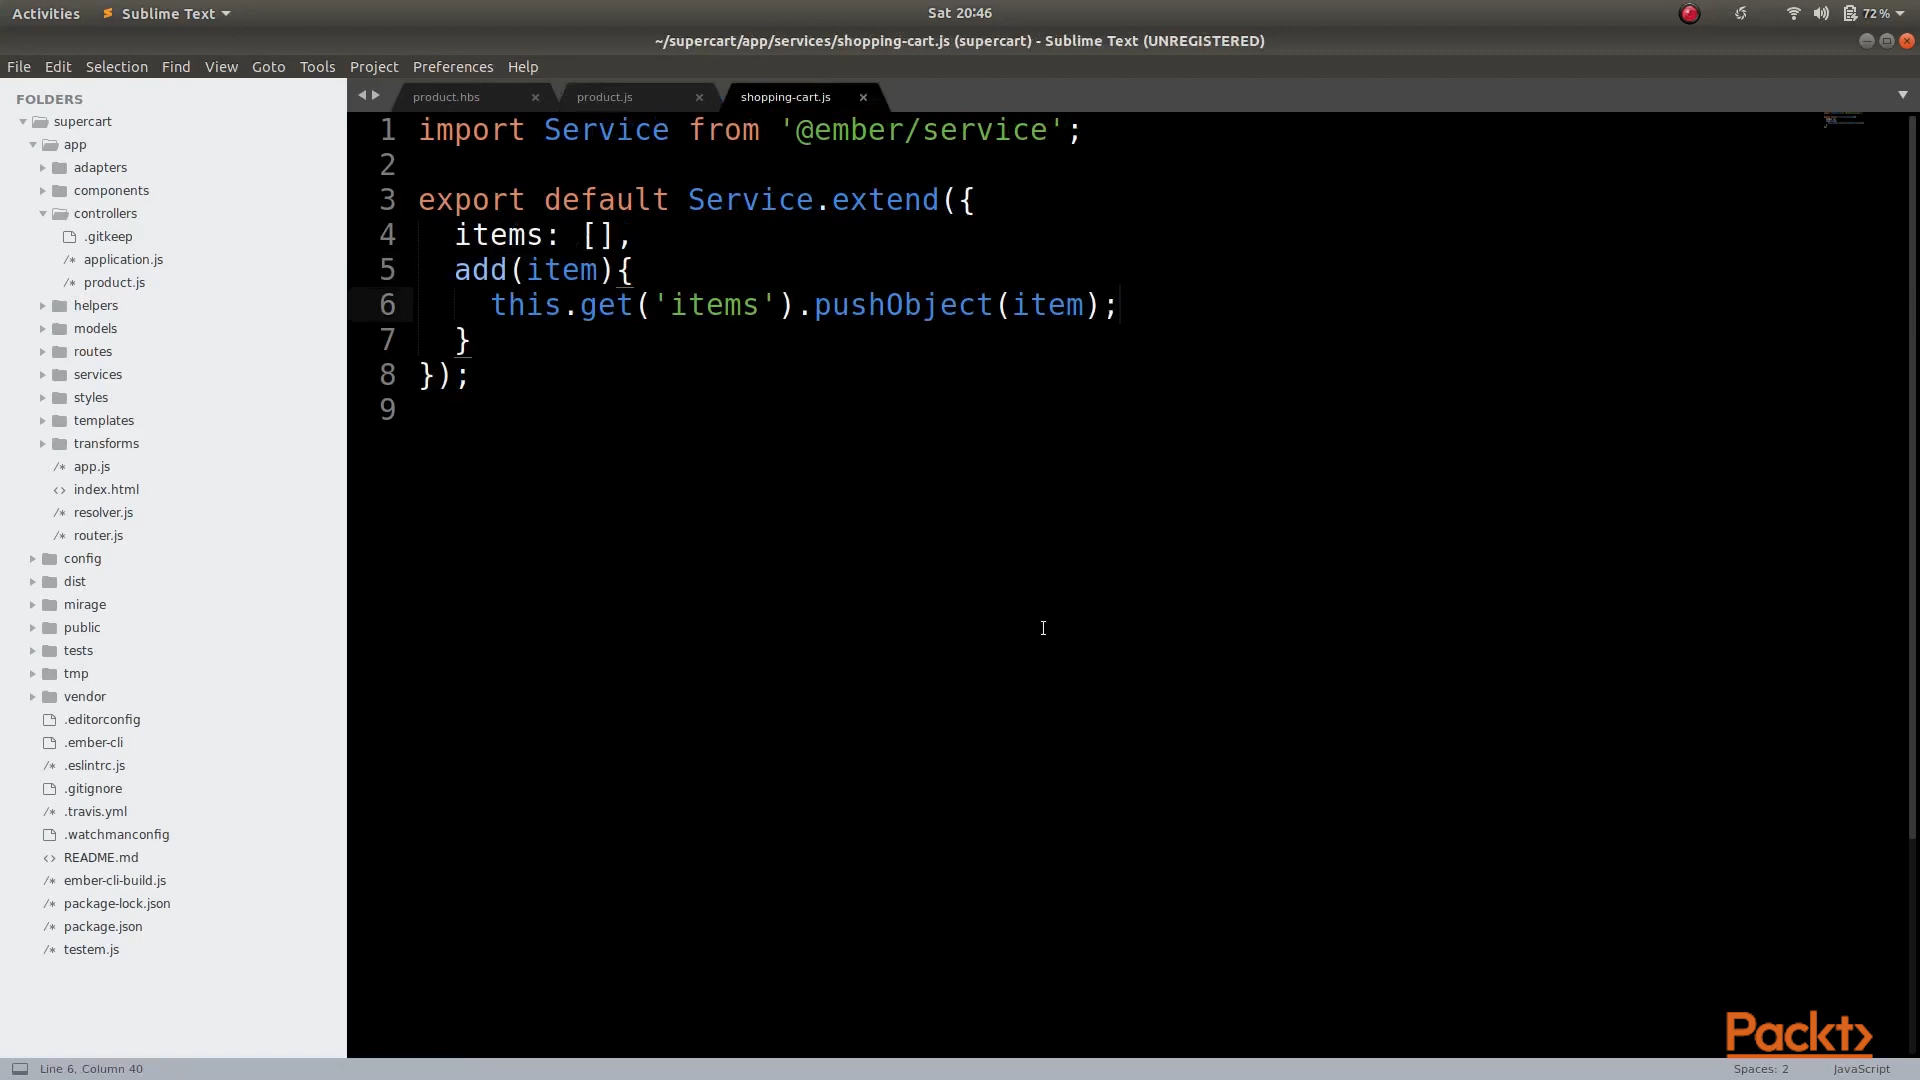 Activities Sublime Text Sat 20:46 72%
~/supercart/app/services/shopping-cart.js (supercart) - Sublime Text (UNREGISTERED)
File Edit Selection Find View Goto Tools Project Preferences Help
FOLDERS
supercart
app
adapters
components
controllers
.gitkeep
application.js
product.js
helpers
models
routes
services
styles
templates
transforms
app.js
index.html
resolver.js
router.js
config
dist
mirage
public
tests
tmp
vendor
.editorconfig
.ember-cli
.eslintrc.js
.gitignore
.travis.yml
.watchmanconfig
README.md
ember-cli-build.js
package-lock.json
package.json
testem.js
product.hbs product.js shopping-cart.js
1 import Service from '@ember/service';
2
3 export default Service.extend({
4 items: [],
5 add(item){
6 this.get('items').pushObject(item);
7 }
8 });
9
Packt>
Line 6, Column 40 Spaces: 2 JavaScript